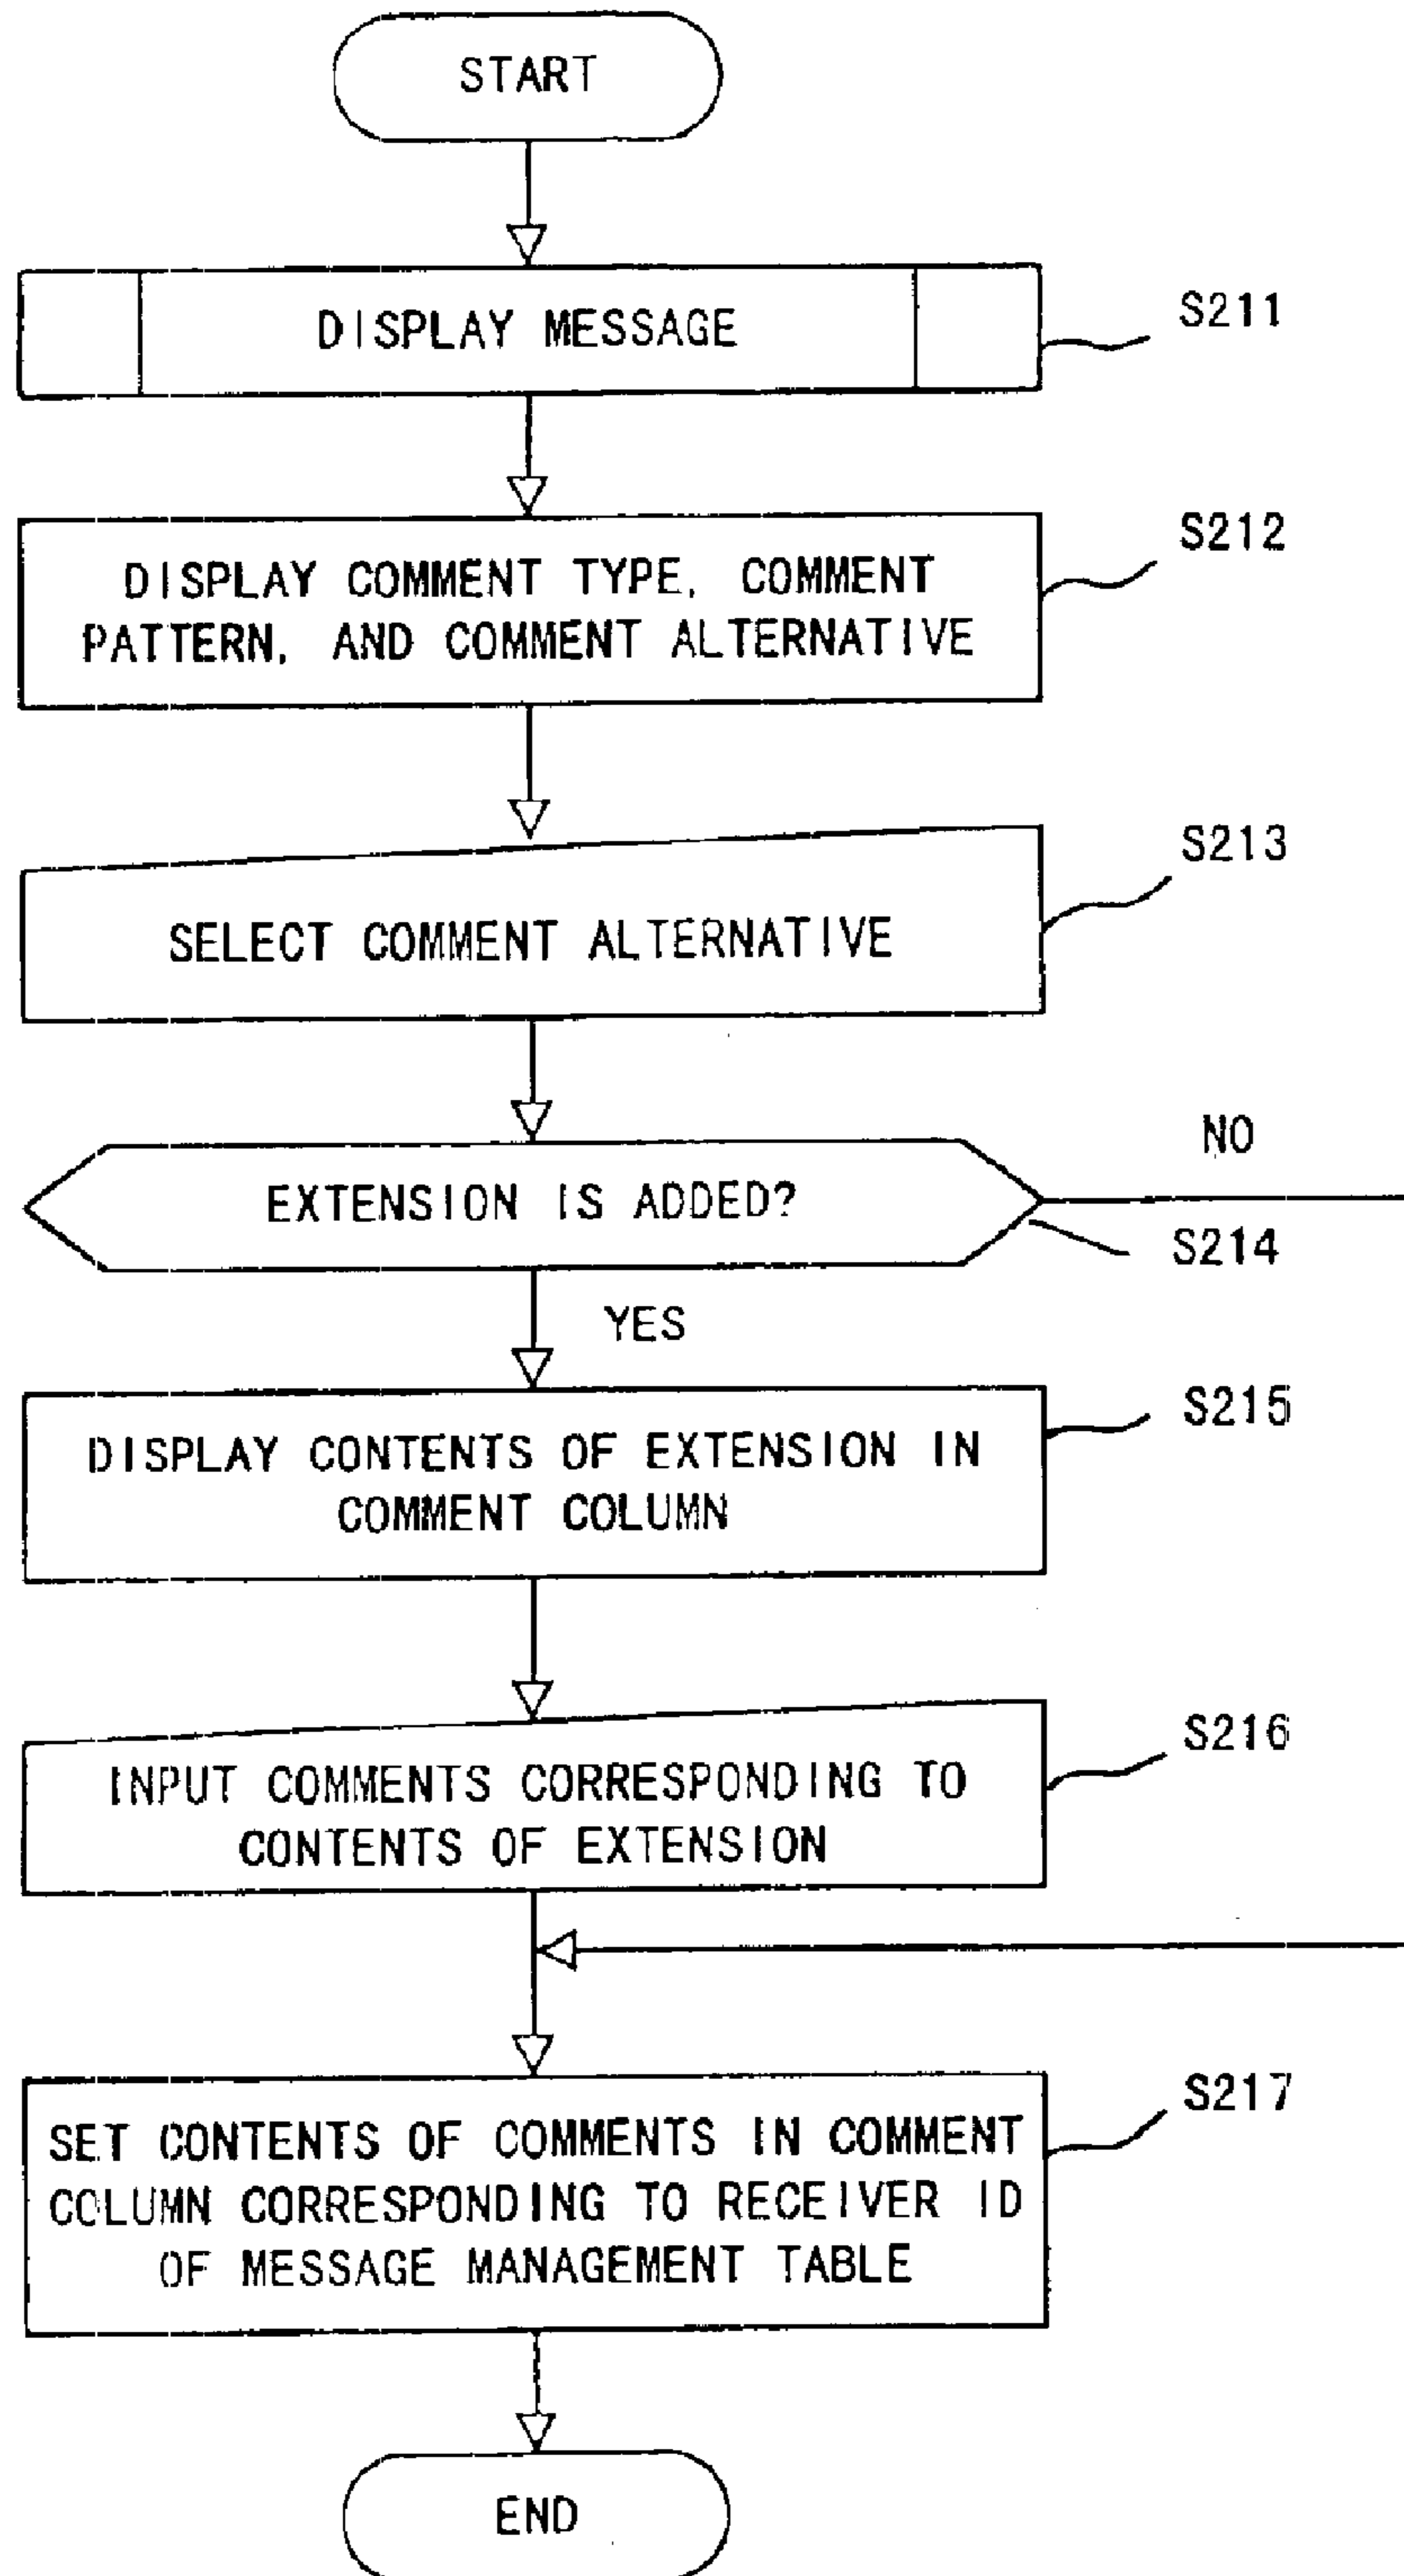 START
DISPLAY MESSAGE
S211
DISPLAY COMMENT TYPE, COMMENT
PATTERN, AND COMMENT ALTERNATIVE
S212
SELECT COMMENT ALTERNATIVE
S213
EXTENSION IS ADDED?
NO
S214
YES
DISPLAY CONTENTS OF EXTENSION IN
COMMENT COLUMN
S215
INPUT COMMENTS CORRESPONDING TO
CONTENTS OF EXTENSION
S216
SET CONTENTS OF COMMENTS IN COMMENT
COLUMN CORRESPONDING TO RECEIVER ID
OF MESSAGE MANAGEMENT TABLE
S217
END